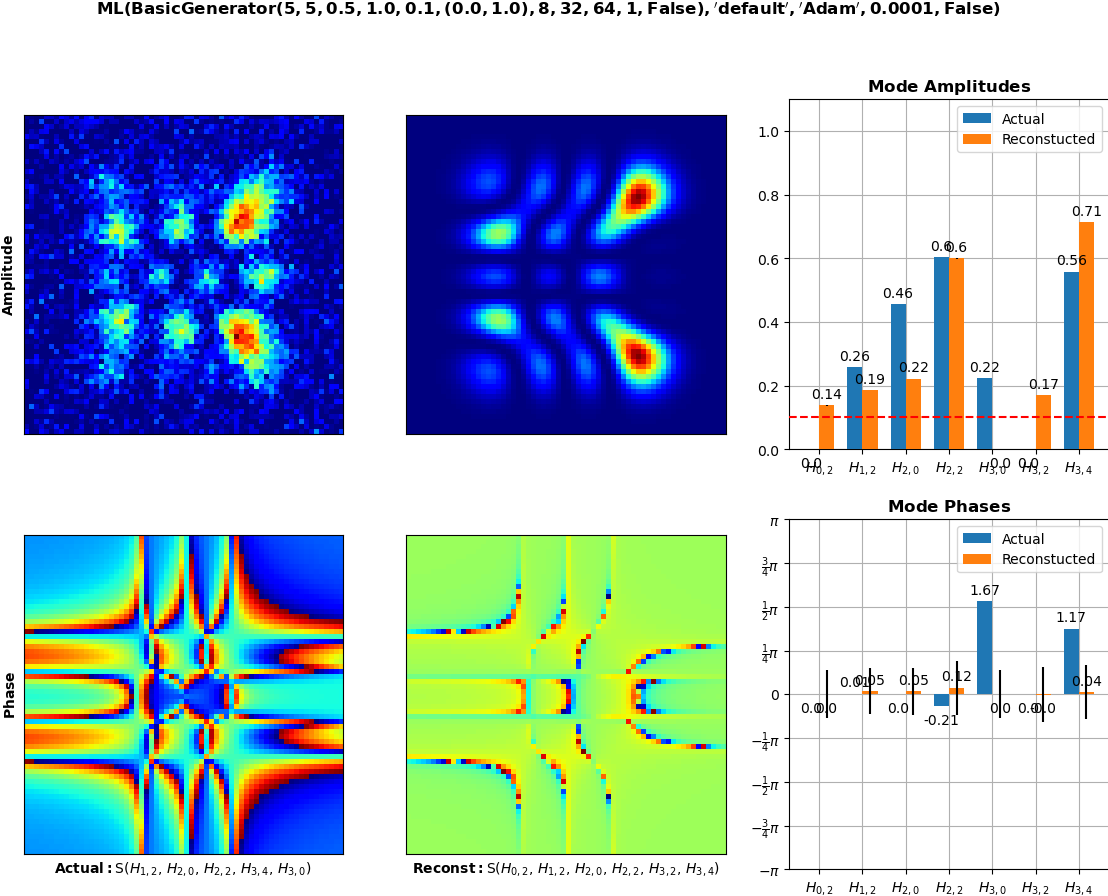 ML(BasicGenerator(5, 5, 0.5, 1.0, 0.1, (0.0, 1.0), 8, 32, 64, 1, False), ′default′, ′Adam′, 0.0001, False)
Amplitude
Mode Amplitudes
Actual
Reconstucted
1.0
0.8
0.6
0.4
0.2
0.0
0.0 0.14
0.26 0.19
0.46 0.22
0.6 0.6
0.22 0.0
0.0 0.17
0.56 0.71
H0,2 H1,2 H2,0 H2,2 H3,0 H3,2 H3,4
Phase
Mode Phases
Actual
Reconstucted
π
3/4π
1/2π
1/4π
0
−1/4π
−1/2π
−3/4π
−π
0.0 0.0
0.01 0.05
0.0 0.05
-0.21 0.12
1.67 0.0
0.0 -0.0
1.17 0.04
H0,2 H1,2 H2,0 H2,2 H3,0 H3,2 H3,4
Actual: S(H1,2, H2,0, H2,2, H3,4, H3,0)
Reconst: S(H0,2, H1,2, H2,0, H2,2, H3,2, H3,4)